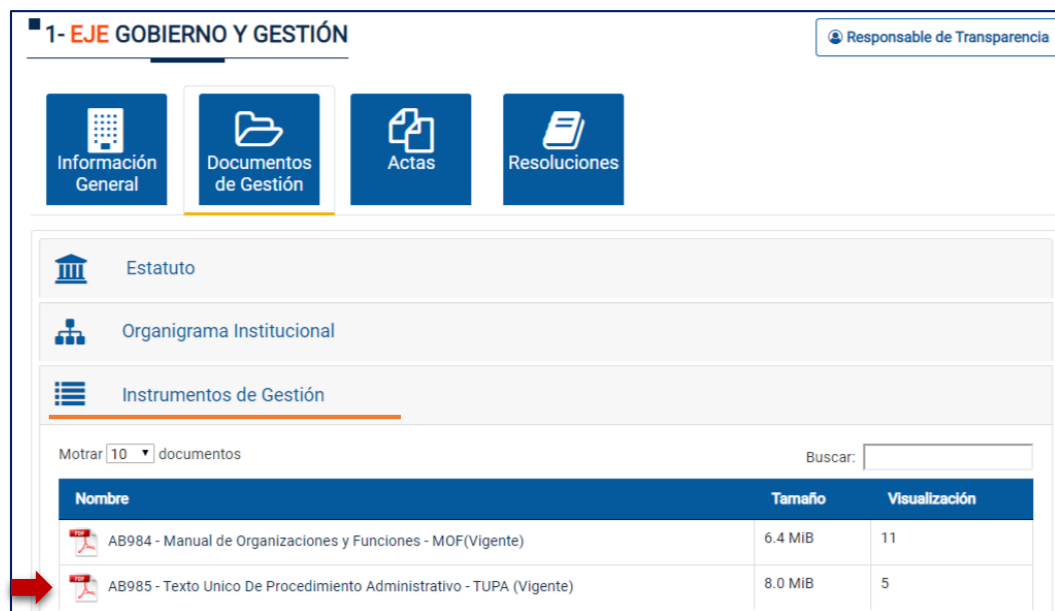 1- EJE GOBIERNO Y GESTIÓN
Responsable de Transparencia
Información
General
Documentos
de Gestión
Actas
Resoluciones
Estatuto
Organigrama Institucional
Instrumentos de Gestión
Motrar 10 documentos
Buscar:
Nombre Tamaño Visualización
PDF AB984 - Manual de Organizaciones y Funciones - MOF(Vigente) 6.4 MiB 11
PDF AB985 - Texto Unico De Procedimiento Administrativo - TUPA (Vigente) 8.0 MiB 5